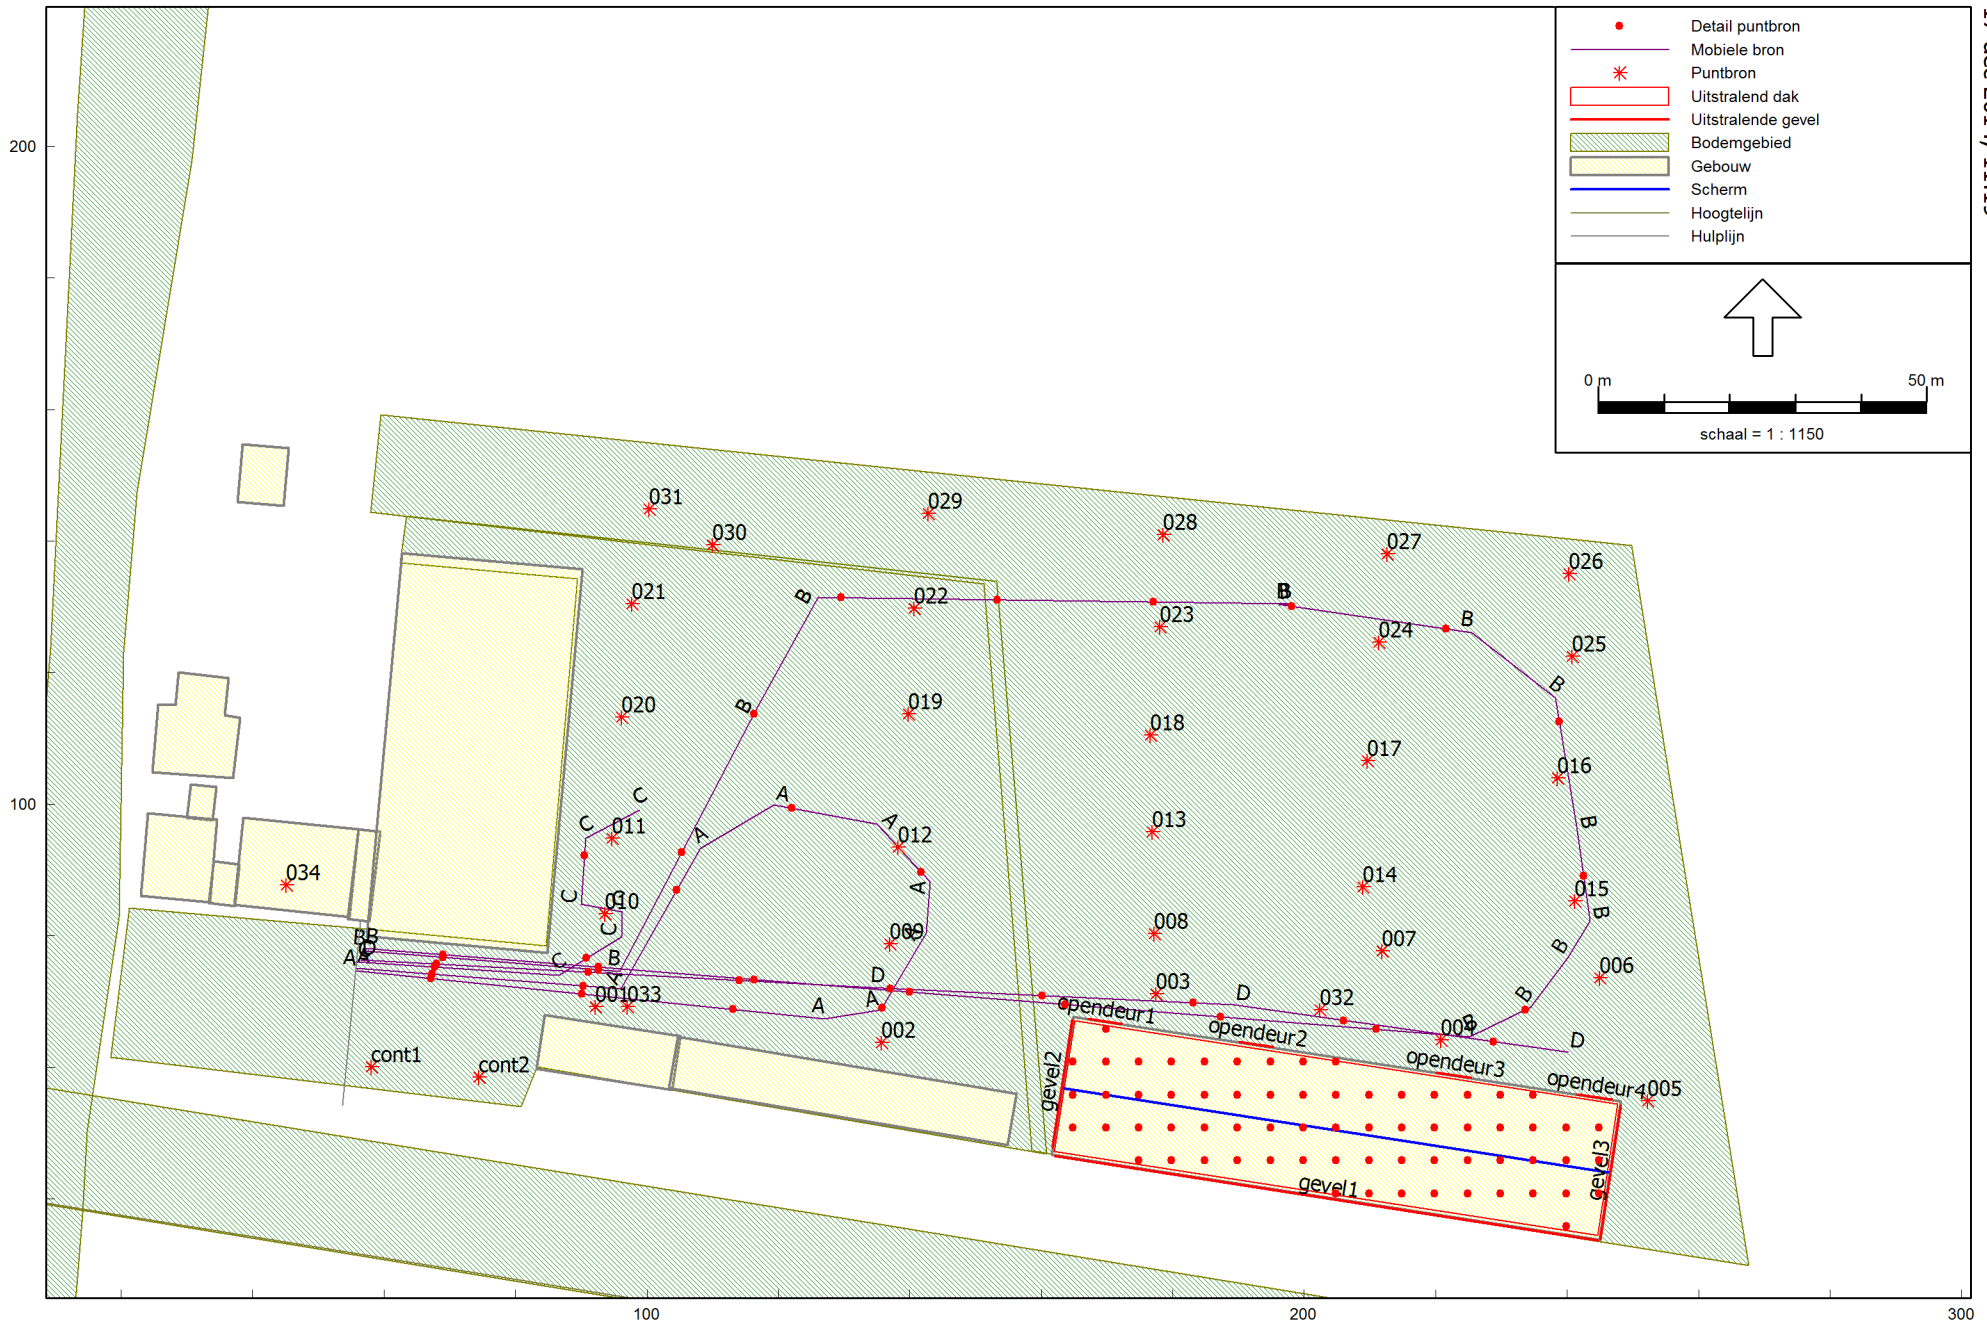 Detail puntbron
Mobiele bron
Puntbron
Uitstralend dak
Uitstralende gevel
Bodemgebied
Gebouw
Scherm
Hoogtelijn
Hulplijn
0 m 50 m
schaal = 1 : 1150
200
100
100 200 300
031
029
030
028
027
026
021
022
023
024
025
020
019
018
017
016
011
012
013
014
015
034
010
009
008
007
006
001
033
002
003
032
004
005
cont1
cont2
opendeur1
opendeur2
opendeur3
opendeur4
gevel1
gevel2
gevel3
B
B
B
B
B
B
B
B
B
B
B
A
A
A
A
A
A
A
C
C
C
C
C
D
D
D